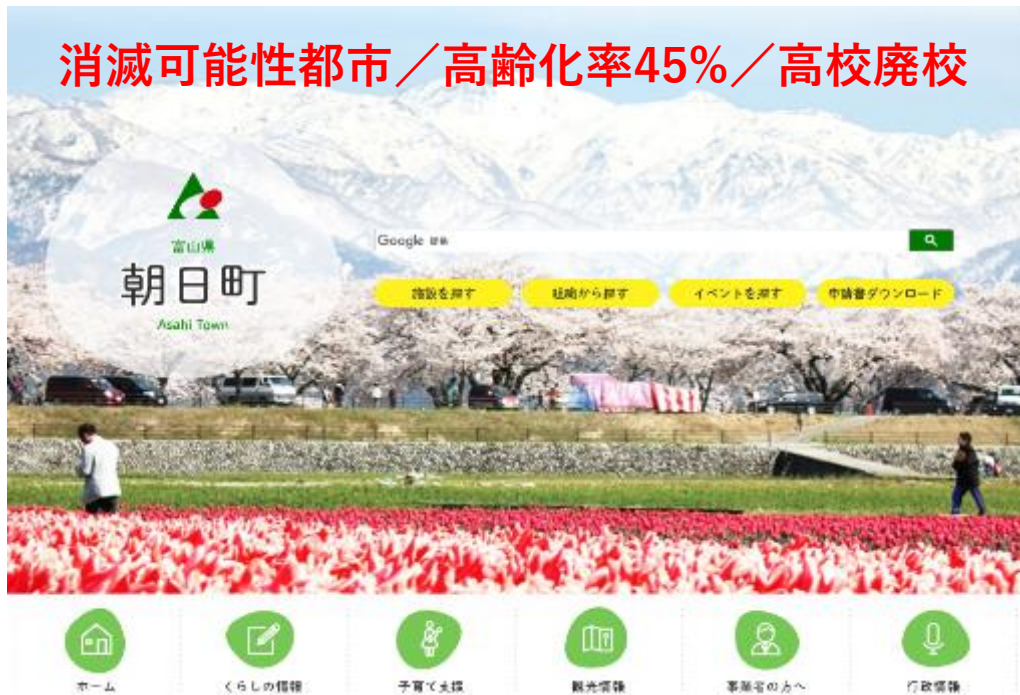 消滅可能性都市／高齢化率45%／高校廃校
富山県
朝日町
Asahi Town
Google 提供
施設を探す
組織から探す
イベントを探す
申請書ダウンロード
ホーム
くらしの情報
子育て支援
観光情報
事業者の方へ
行政情報